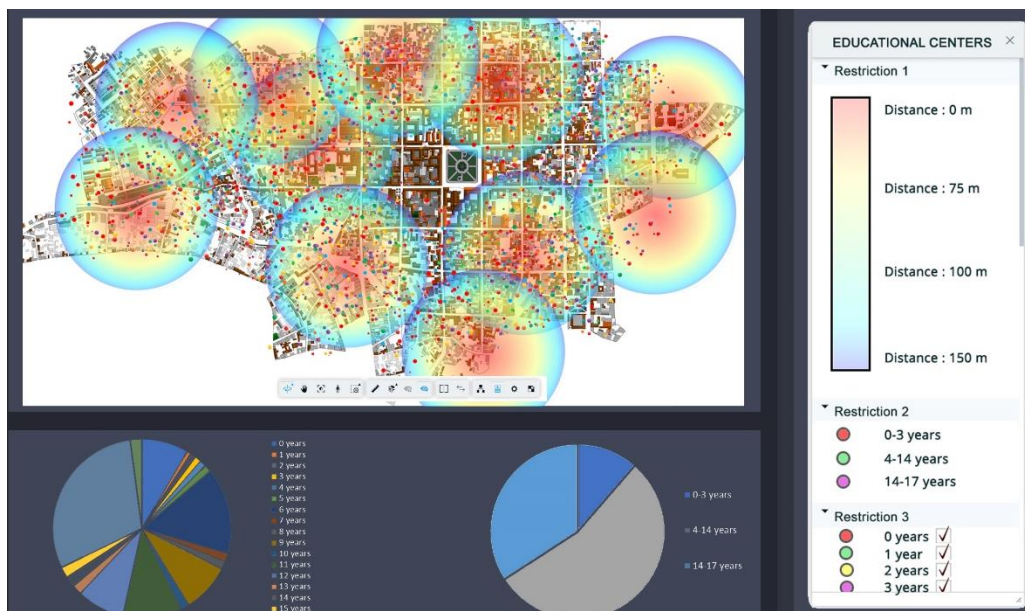 EDUCATIONAL CENTERS
Restriction 1
Distance : 0 m
Distance : 75 m
Distance : 100 m
Distance : 150 m
Restriction 2
0-3 years
4-14 years
14-17 years
Restriction 3
0 years
1 year
2 years
3 years
0 years
1 years
2 years
3 years
4 years
5 years
6 years
7 years
8 years
9 years
10 years
11 years
12 years
13 years
14 years
15 years
0-3 years
4-14 years
14-17 years